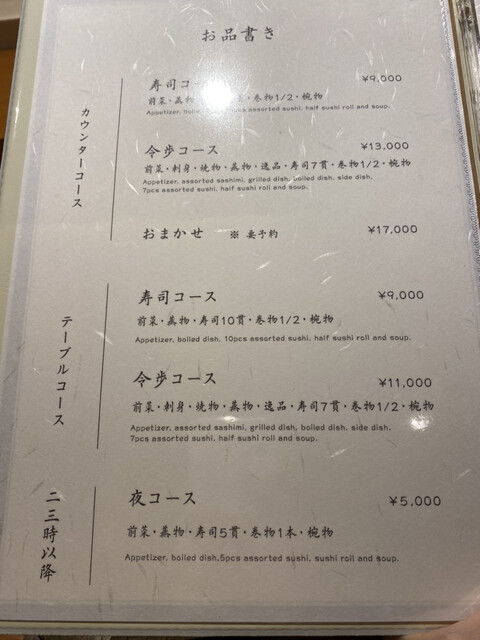 お品書き
カウンターコース
寿司コース ¥9,000
前菜・蒸物 ・巻物1/2・椀物
Appetizer, assorted sushi, half sushi roll and soup.
今歩コース ¥13,000
前菜・刺身・焼物・蒸物・逸品・寿司7貫・巻物1/2・椀物
Appetizer, assorted sashimi, grilled dish, boiled dish, side dish,
7pcs assorted sushi, half sushi roll and soup.
おまかせ ※ 要予約 ¥17,000
テーブルコース
寿司コース ¥9,000
前菜・蒸物・寿司10貫・巻物1/2・椀物
Appetizer, boiled dish, 10pcs assorted sushi, half sushi roll and soup.
今歩コース ¥11,000
前菜・刺身・焼物・蒸物・逸品・寿司7貫・巻物1/2・椀物
Appetizer, assorted sashimi, grilled dish, boiled dish, side dish,
7pcs assorted sushi, half sushi roll and soup.
二三時以降
夜コース ¥5,000
前菜・蒸物・寿司5貫・巻物1本・椀物
Appetizer, boiled dish,5pcs assorted sushi, sushi roll and soup.